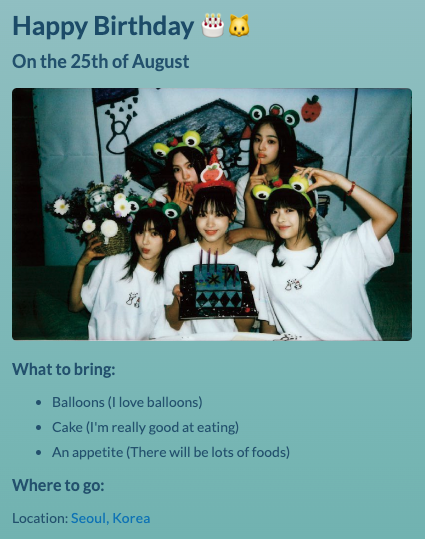 Happy Birthday 🎂🐱
On the 25th of August
What to bring:
Balloons (I love balloons)
Cake (I'm really good at eating)
An appetite (There will be lots of foods)
Where to go:
Location: Seoul, Korea